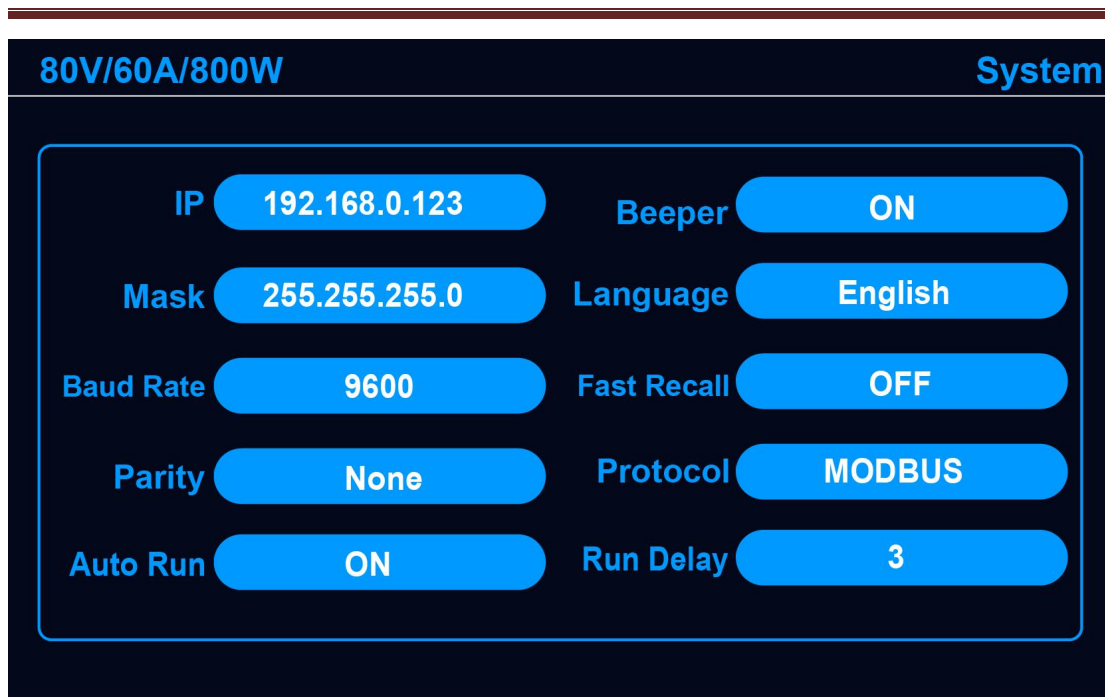 80V/60A/800W System
IP 192.168.0.123 Beeper ON
Mask 255.255.255.0 Language English
Baud Rate 9600 Fast Recall OFF
Parity None Protocol MODBUS
Auto Run ON Run Delay 3